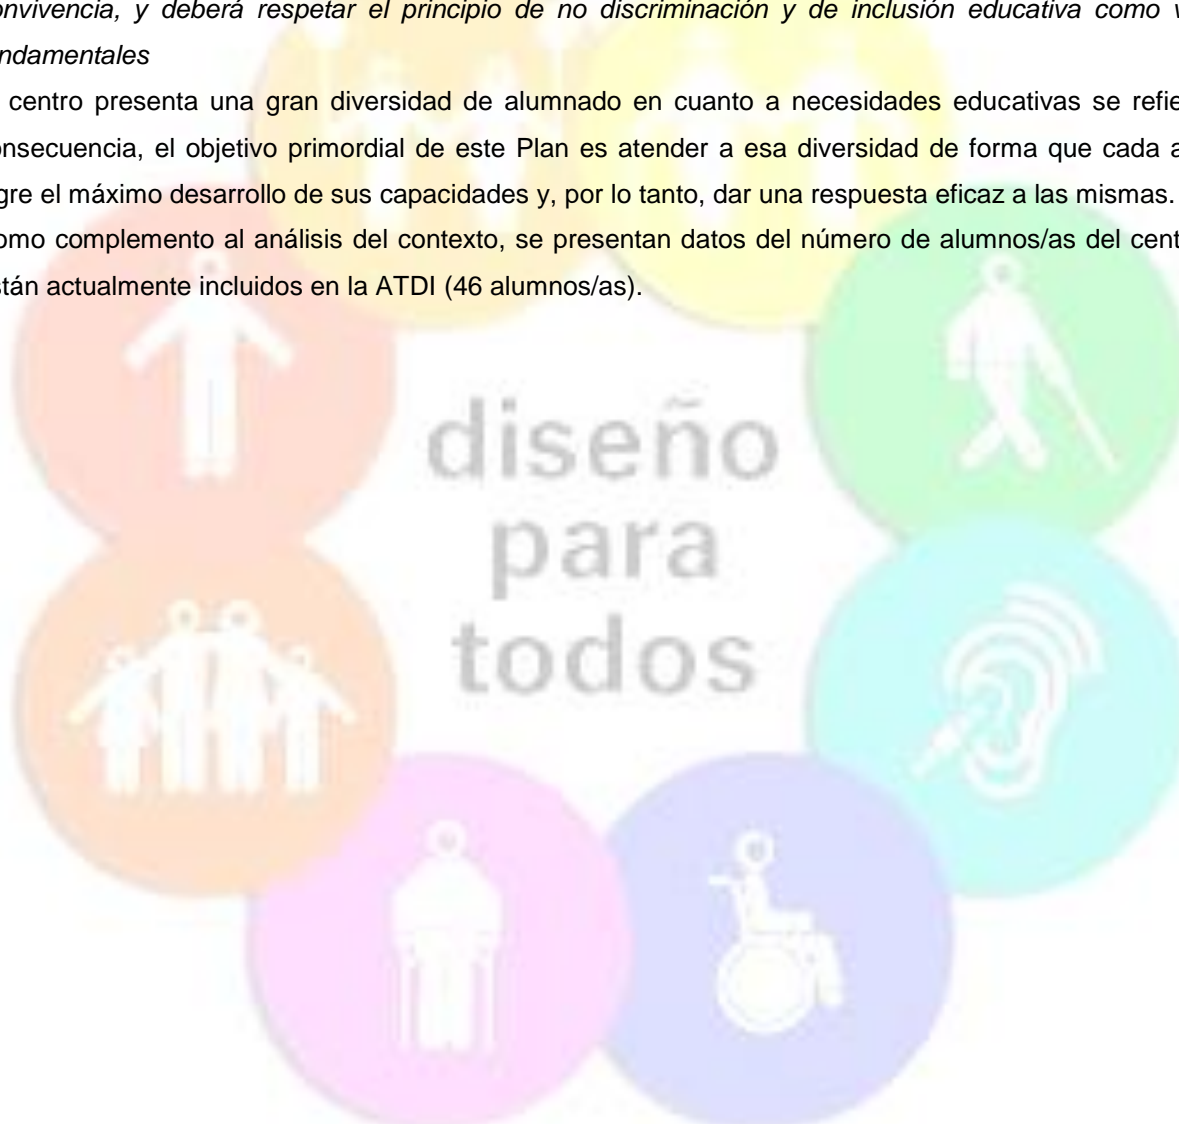 onvivencia, y deberá respetar el principio de no discriminación y de inclusión educativa como v
ndamentales
centro presenta una gran diversidad de alumnado en cuanto a necesidades educativas se refie
onsecuencia, el objetivo primordial de este Plan es atender a esa diversidad de forma que cada a
gre el máximo desarrollo de sus capacidades y, por lo tanto, dar una respuesta eficaz a las mismas.
omo complemento al análisis del contexto, se presentan datos del número de alumnos/as del cent
stán actualmente incluidos en la ATDI (46 alumnos/as).
diseño
para
todos